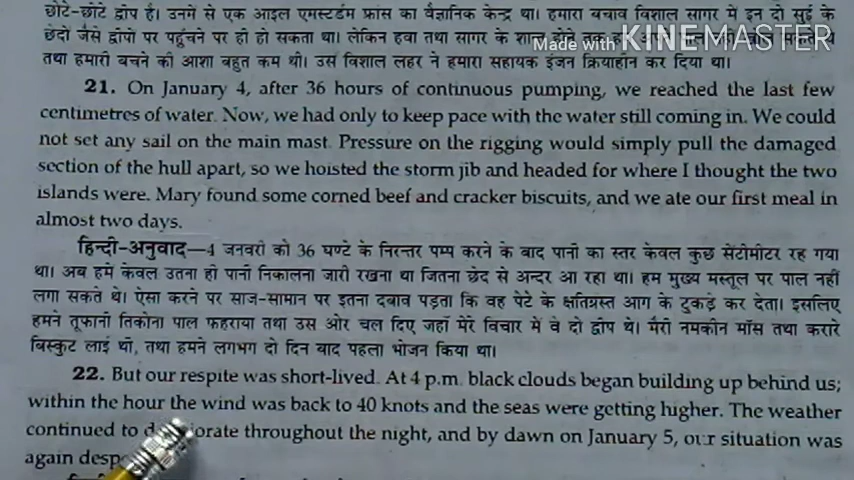 छोटे-छोटे द्वीप हैं। उनमें से एक आइल एमस्टर्डम फ्रांस का वैज्ञानिक केन्द्र था। हमारा बचाव विशाल सागर में इन दो सुई के
छेदों जैसे द्वीपों पर पहुँचने पर ही हो सकता था। लेकिन हवा तथा सागर के शान्त होने तक
Made with KINEMASTER
तथा हमारी बचने की आशा बहुत कम थी। उस विशाल लहर ने हमारा सहायक इंजन क्रियाहीन कर दिया था।
21. On January 4, after 36 hours of continuous pumping, we reached the last few
centimetres of water. Now, we had only to keep pace with the water still coming in. We could
not set any sail on the main mast. Pressure on the rigging would simply pull the damaged
section of the hull apart, so we hoisted the storm jib and headed for where I thought the two
islands were. Mary found some corned beef and cracker biscuits, and we ate our first meal in
almost two days.
हिन्दी-अनुवाद—4 जनवरी को 36 घण्टे के निरन्तर पम्प करने के बाद पानी का स्तर केवल कुछ सेंटीमीटर रह गया
था। अब हमें केवल उतना ही पानी निकालना जारी रखना था जितना छेद से अन्दर आ रहा था। हम मुख्य मस्तूल पर पाल नहीं
लगा सकते थे। ऐसा करने पर साज-सामान पर इतना दबाव पड़ता कि वह पेटे के क्षतिग्रस्त भाग के टुकड़े कर देता। इसलिए
हमने तूफानी तिकोना पाल फहराया तथा उस ओर चल दिए जहाँ मेरे विचार में वे दो द्वीप थे। मैरी नमकीन माँस तथा करारे
बिस्कुट लाई थी, तथा हमने लगभग दो दिन बाद पहला भोजन किया था।
22. But our respite was short-lived. At 4 p.m. black clouds began building up behind us;
within the hour the wind was back to 40 knots and the seas were getting higher. The weather
continued to throughout the night, and by dawn on January 5, our situation was
again